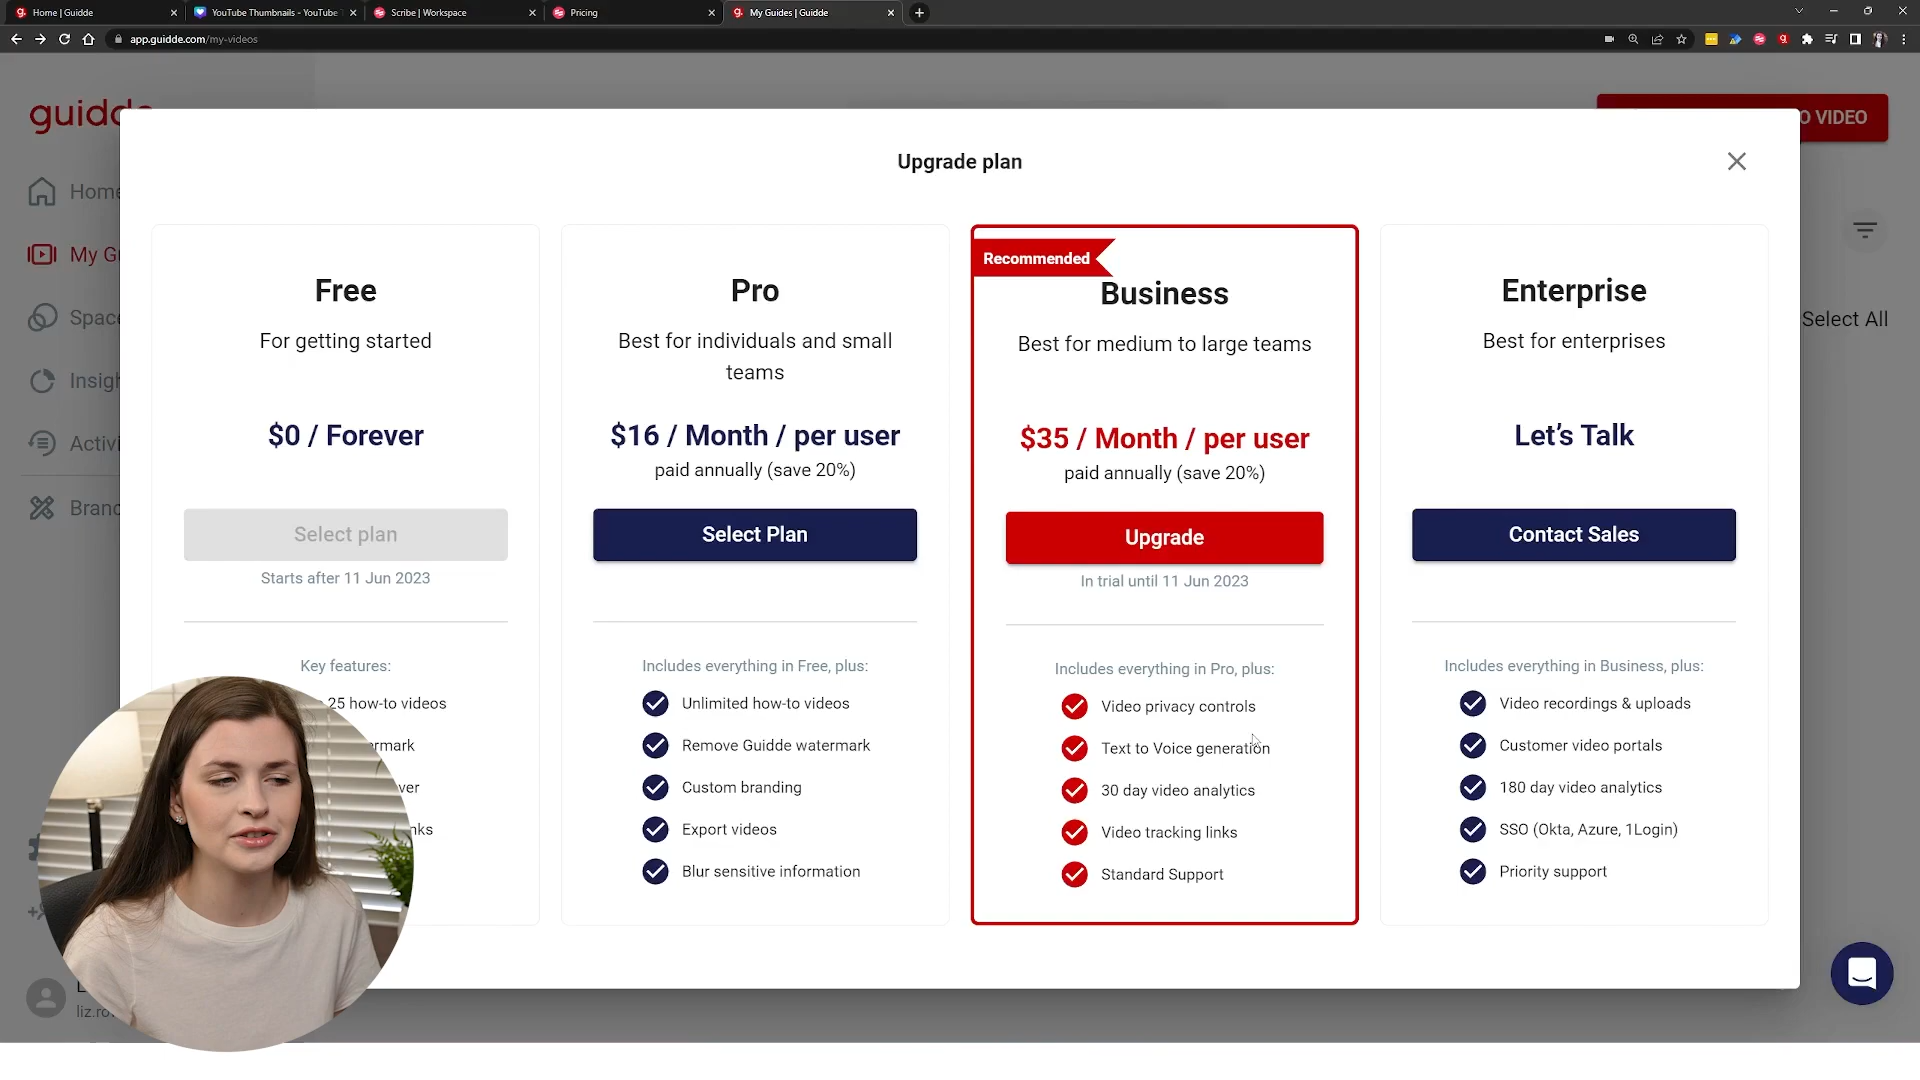 Home | Guidde
YouTube Thumbnails - YouTube
Scribe | Workspace
Pricing
My Guides | Guidde
app.guidde.com/my-videos
guidde
O VIDEO
Upgrade plan
Home
My G
Space
Insigh
Activi
Branc
Select All
Free
For getting started
$0 / Forever
Select plan
Starts after 11 Jun 2023
Key features:
25 how-to videos
rmark
ver
nks
Pro
Best for individuals and small
teams
$16 / Month / per user
paid annually (save 20%)
Select Plan
Includes everything in Free, plus:
Unlimited how-to videos
Remove Guidde watermark
Custom branding
Export videos
Blur sensitive information
Recommended
Business
Best for medium to large teams
$35 / Month / per user
paid annually (save 20%)
Upgrade
In trial until 11 Jun 2023
Includes everything in Pro, plus:
Video privacy controls
Text to Voice generation
30 day video analytics
Video tracking links
Standard Support
Enterprise
Best for enterprises
Let's Talk
Contact Sales
Includes everything in Business, plus:
Video recordings & uploads
Customer video portals
180 day video analytics
SSO (Okta, Azure, 1Login)
Priority support
liz.ro